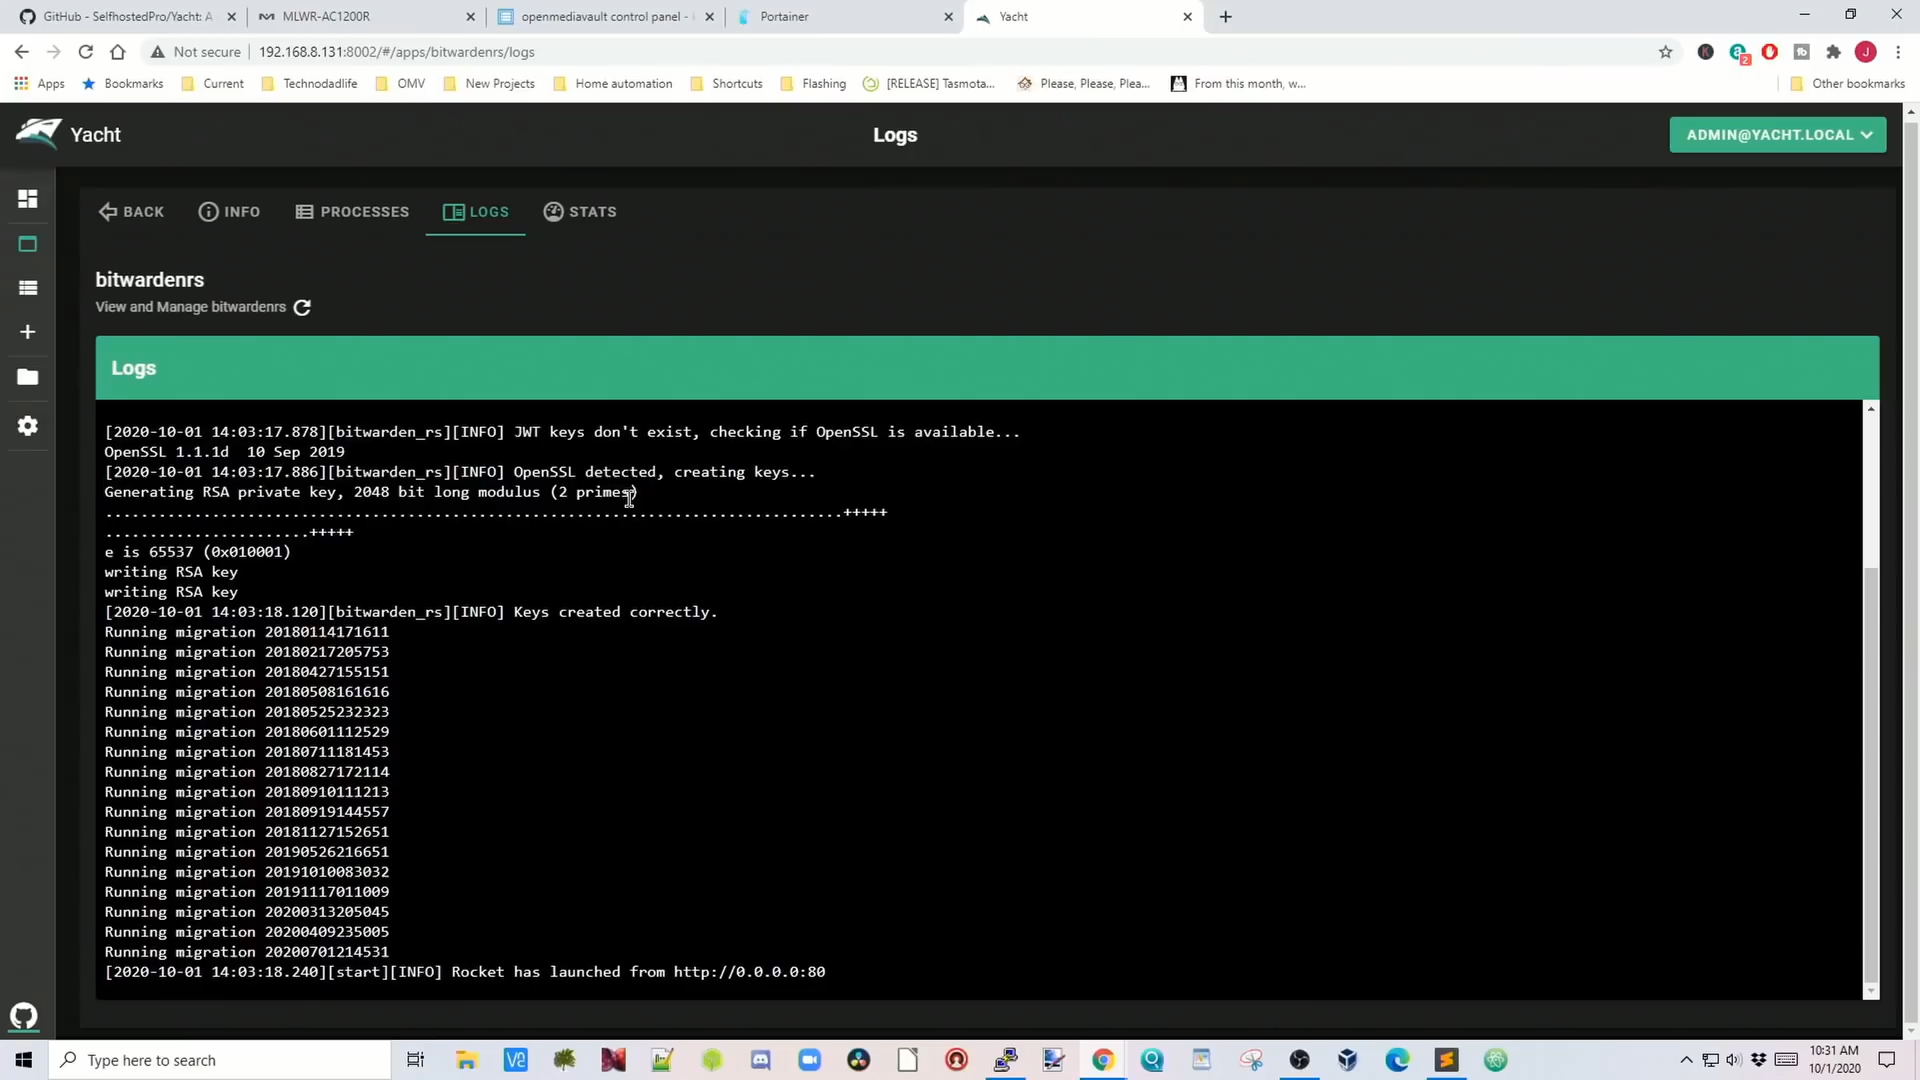 GitHub - SelfhostedPro/Yacht: A
MLWR-AC1200R
openmediavault control panel -
Portainer
Yacht
Not secure
192.168.8.131:8002/#/apps/bitwardenrs/logs
2
J
Apps
Bookmarks
Current
Technodadlife
OMV
New Projects
Home automation
Shortcuts
Flashing
[RELEASE] Tasmota...
Please, Please, Plea...
From this month, w...
Other bookmarks
Yacht
Logs
ADMIN@YACHT.LOCAL
BACK
INFO
PROCESSES
LOGS
STATS
bitwardenrs
View and Manage bitwardenrs
Logs
[2020-10-01 14:03:17.878][bitwarden_rs][INFO] JWT keys don't exist, checking if OpenSSL is available...
OpenSSL 1.1.1d  10 Sep 2019
[2020-10-01 14:03:17.886][bitwarden_rs][INFO] OpenSSL detected, creating keys...
Generating RSA private key, 2048 bit long modulus (2 primes)
...................................................................................+++++
.......................+++++
e is 65537 (0x010001)
writing RSA key
writing RSA key
[2020-10-01 14:03:18.120][bitwarden_rs][INFO] Keys created correctly.
Running migration 20180114171611
Running migration 20180217205753
Running migration 20180427155151
Running migration 20180508161616
Running migration 20180525232323
Running migration 20180601112529
Running migration 20180711181453
Running migration 20180827172114
Running migration 20180910111213
Running migration 20180919144557
Running migration 20181127152651
Running migration 20190526216651
Running migration 20191010083032
Running migration 20191117011009
Running migration 20200313205045
Running migration 20200409235005
Running migration 20200701214531
[2020-10-01 14:03:18.240][start][INFO] Rocket has launched from http://0.0.0.0:80
Type here to search
10:31 AM
10/1/2020